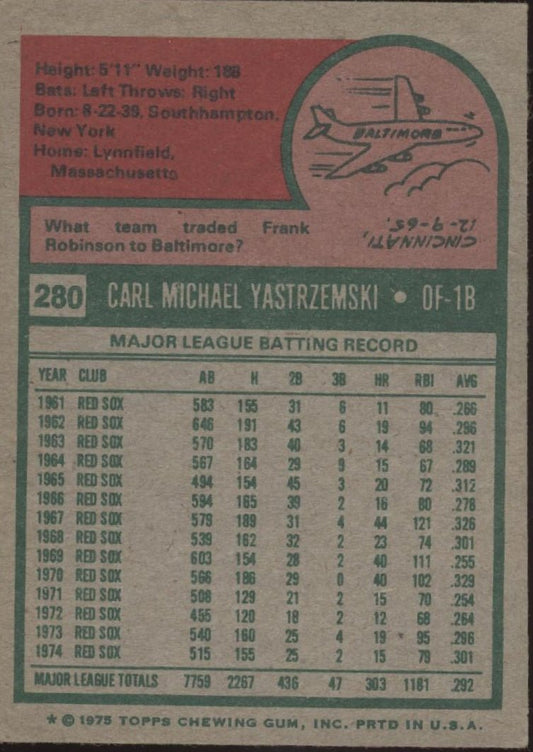 Height: 5'11" Weight: 188
Bats: Left Throws: Right
Born: 8-22-39, Southhampton,
New York
Home: Lynnfield,
Massachusetts
BALTIMORE
What team traded Frank
Robinson to Baltimore?
CINCINNATI,
12-9-65.
280 CARL MICHAEL YASTRZEMSKI • OF-1B
MAJOR LEAGUE BATTING RECORD
YEAR CLUB AB H 2B 3B HR RBI AVG
1961 RED SOX 583 155 31 6 11 80 .266
1962 RED SOX 646 191 43 6 19 94 .296
1963 RED SOX 570 183 40 3 14 68 .321
1964 RED SOX 567 164 29 9 15 67 .289
1965 RED SOX 494 154 45 3 20 72 .312
1966 RED SOX 594 165 39 2 16 80 .278
1967 RED SOX 579 189 31 4 44 121 .326
1968 RED SOX 539 162 32 2 23 74 .301
1969 RED SOX 603 154 28 2 40 111 .255
1970 RED SOX 566 186 29 0 40 102 .329
1971 RED SOX 508 129 21 2 15 70 .254
1972 RED SOX 455 120 18 2 12 68 .264
1973 RED SOX 540 160 25 4 19 95 .296
1974 RED SOX 515 155 25 2 15 79 .301
MAJOR LEAGUE TOTALS 7759 2267 436 47 303 1181 .292
* © 1975 TOPPS CHEWING GUM, INC. PRTD IN U.S.A.